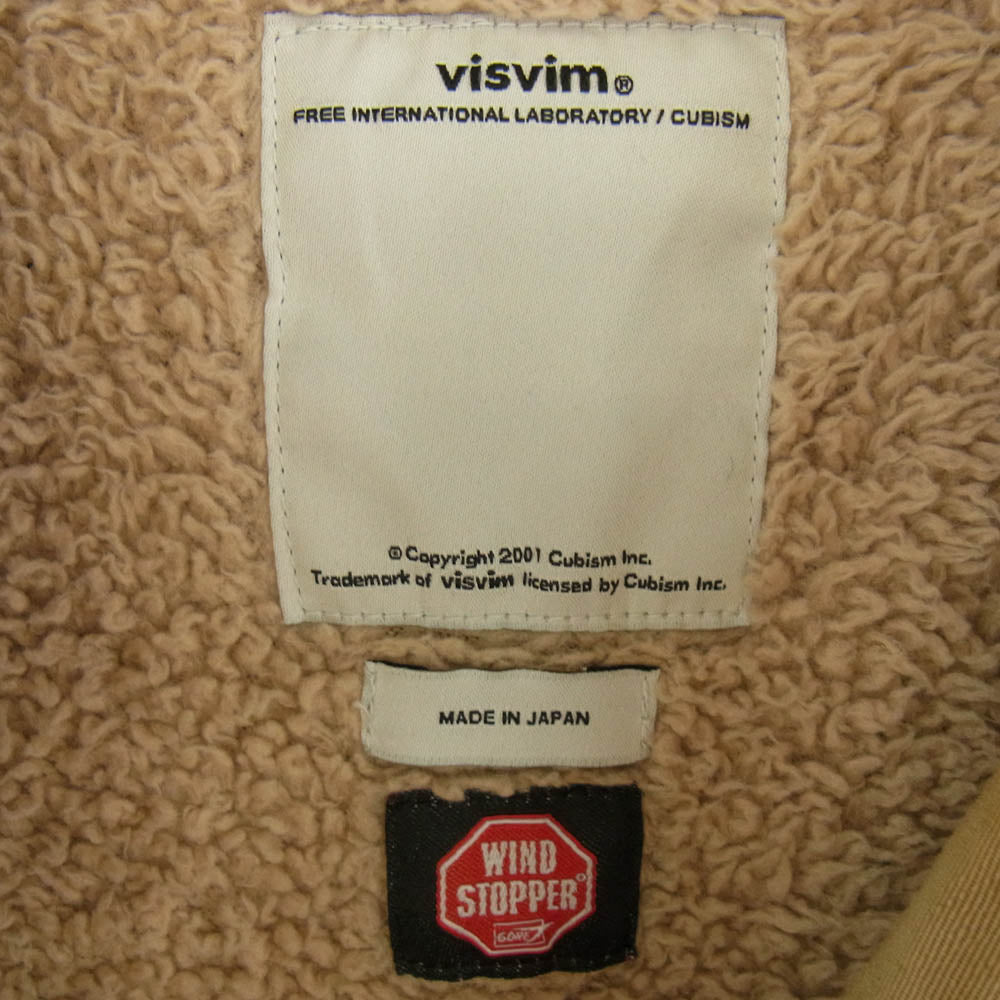 visvim®
FREE INTERNATIONAL LABORATORY / CUBISM
© Copyright 2001 Cubism Inc.
Trademark of visvim licensed by Cubism Inc.
MADE IN JAPAN
WIND
STOPPER®
GORE